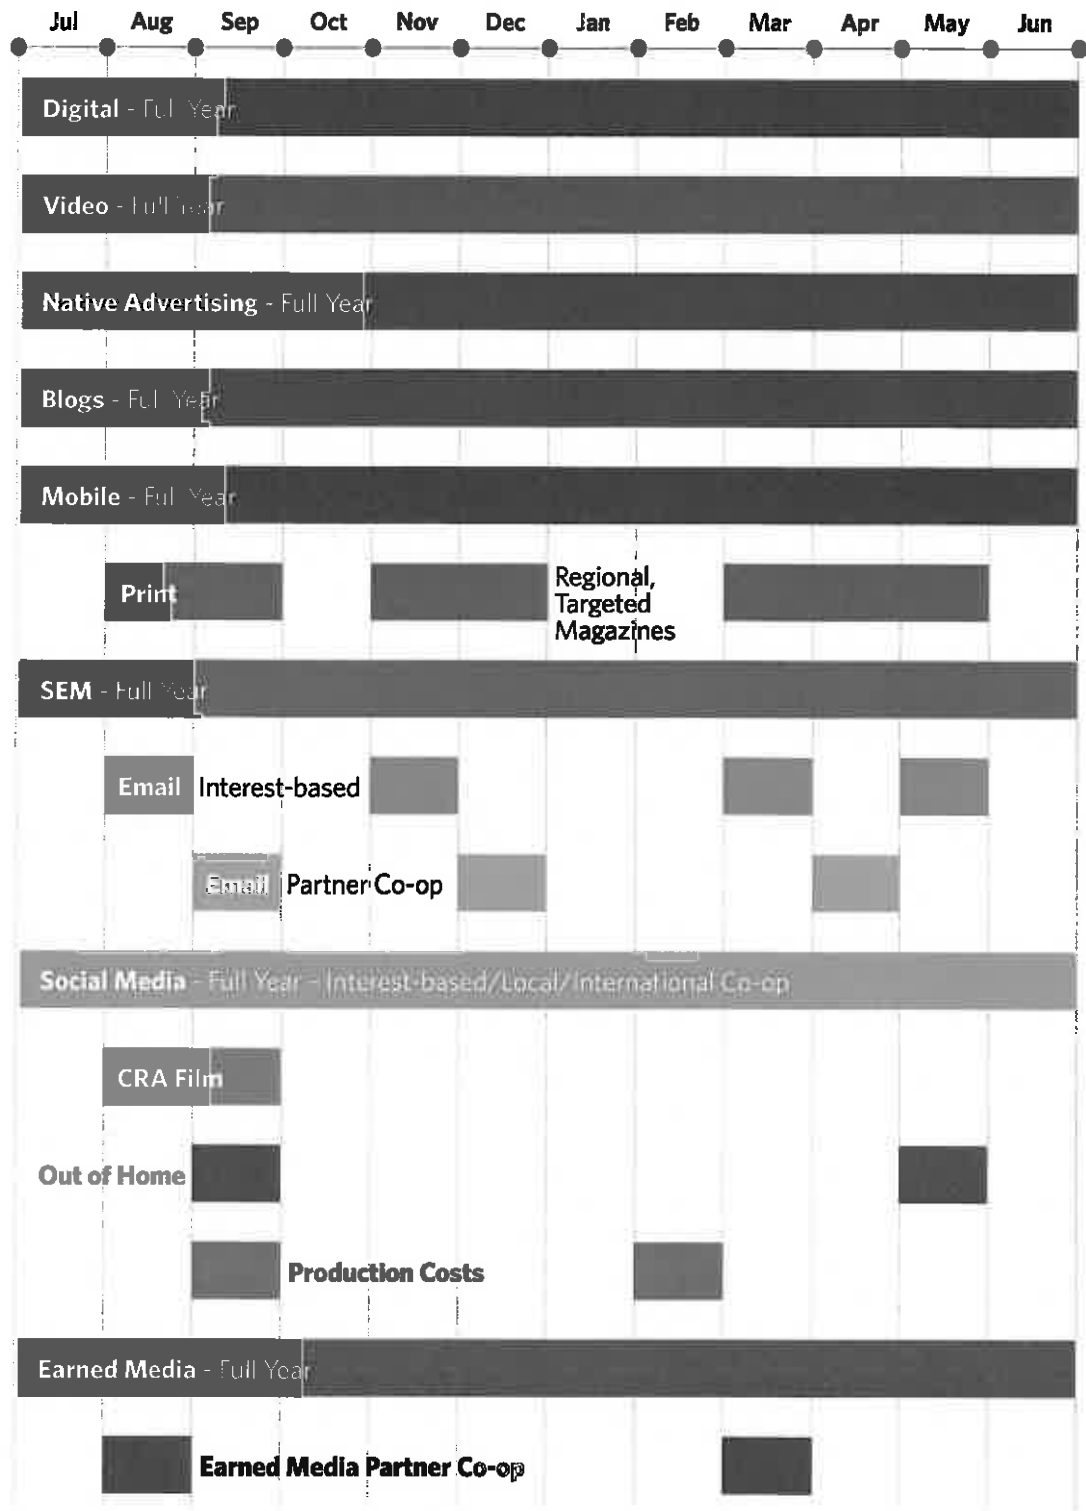 Jul Aug Sep Oct Nov Dec Jan Feb Mar Apr May Jun
Digital - Full Year
Video - Full Year
Native Advertising - Full Year
Blogs - Full Year
Mobile - Full Year
Print
Regional,
Targeted
Magazines
SEM - Full Year
Email Interest-based
Email Partner Co-op
Social Media - Full Year - Interest-based/Local/International Co-op
CRA Film
Out of Home
Production Costs
Earned Media - Full Year
Earned Media Partner Co-op